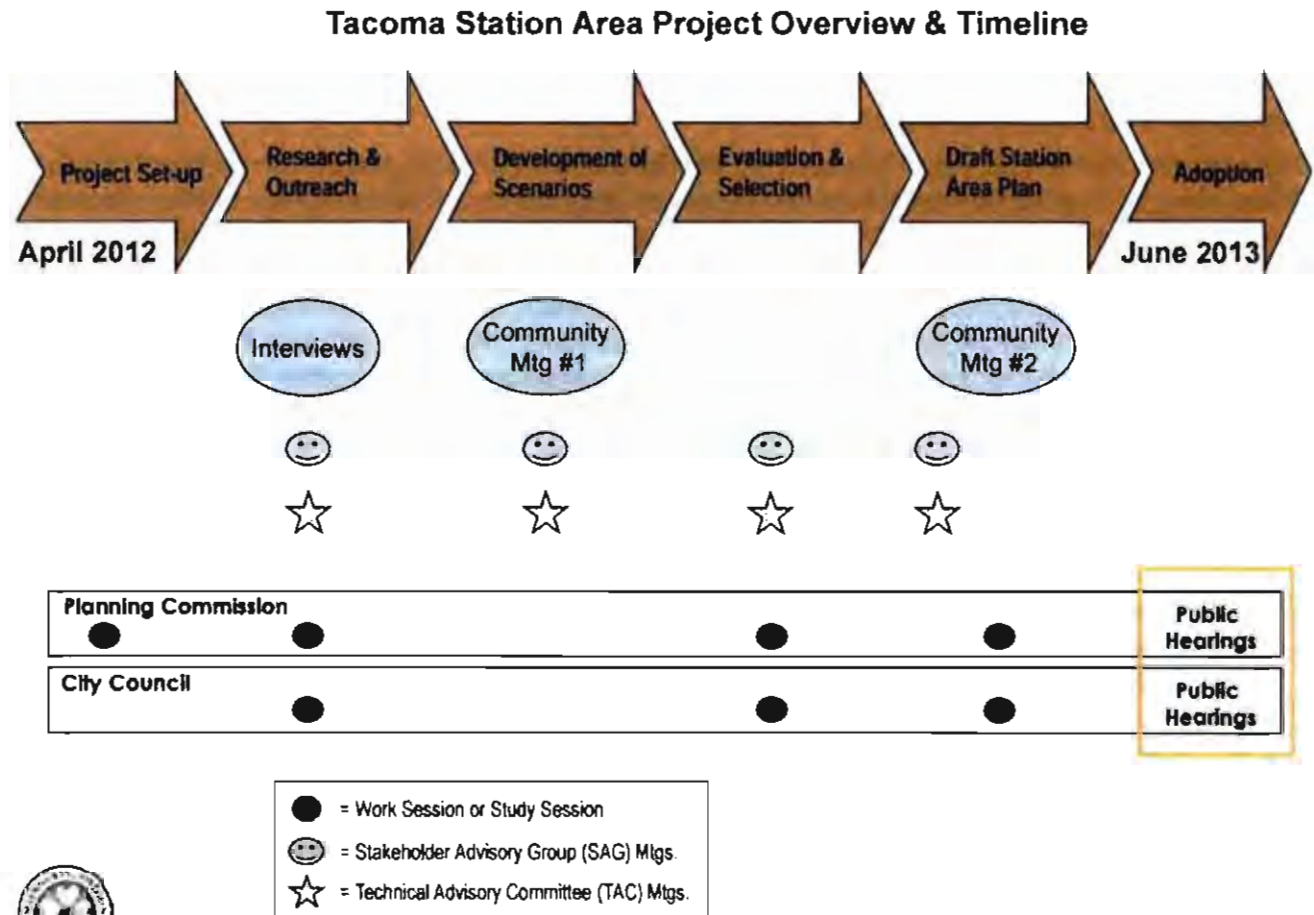 Tacoma Station Area Project Overview & Timeline
Project Set-up
Research &
Outreach
Development of
Scenarios
Evaluation &
Selection
Draft Station
Area Plan
Adoption
April 2012
June 2013
Interviews
Community
Mtg #1
Community
Mtg #2
Planning Commission
Public
Hearings
City Council
Public
Hearings
= Work Session or Study Session
= Stakeholder Advisory Group (SAG) Mtgs.
= Technical Advisory Committee (TAC) Mtgs.